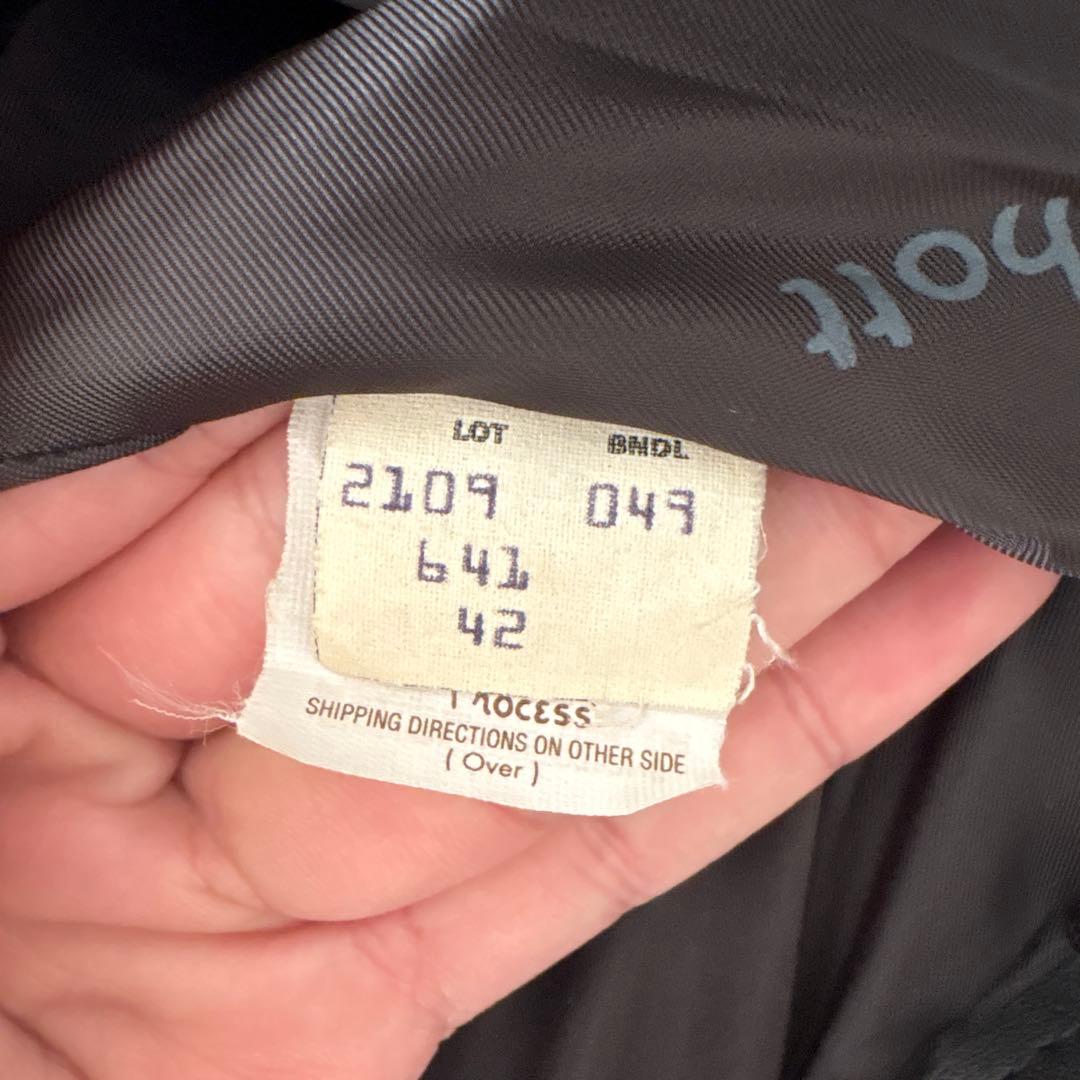 hott
LOT BNDL
2109 049
641
42
PROCESS
SHIPPING DIRECTIONS ON OTHER SIDE
( Over )